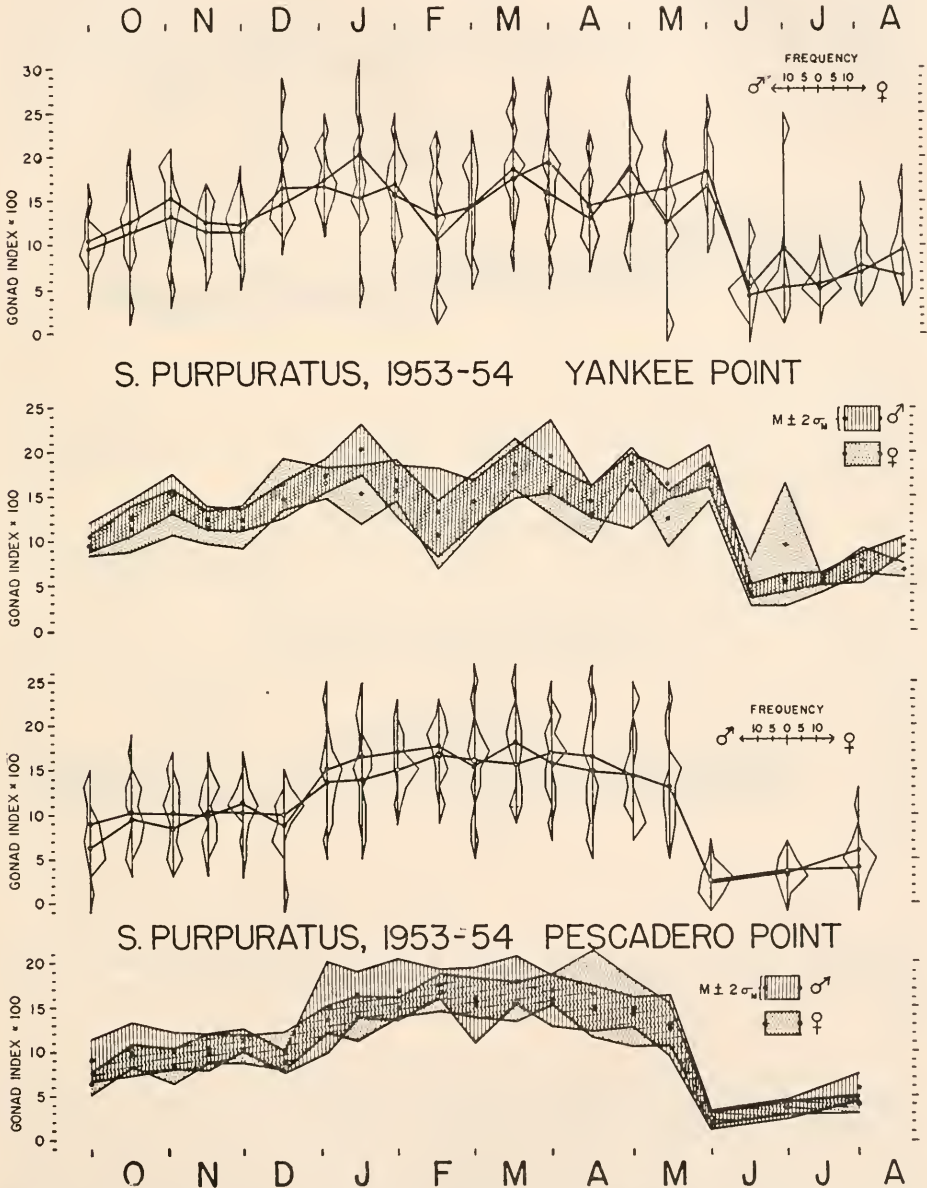 O N D J F M A M J J A
FREQUENCY
♂ 10 5 0 5 10 ♀
30
25
20
15
10
5
0
GONAD INDEX × 100
S. PURPURATUS, 1953-54 YANKEE POINT
25
20
15
10
5
0
GONAD INDEX × 100
M ± 2σM ♂
♀
25
20
15
10
5
0
GONAD INDEX × 100
FREQUENCY
♂ 10 5 0 5 10 ♀
S. PURPURATUS, 1953-54 PESCADERO POINT
20
15
10
5
0
GONAD INDEX × 100
M ± 2σM ♂
♀
O N D J F M A M J J A